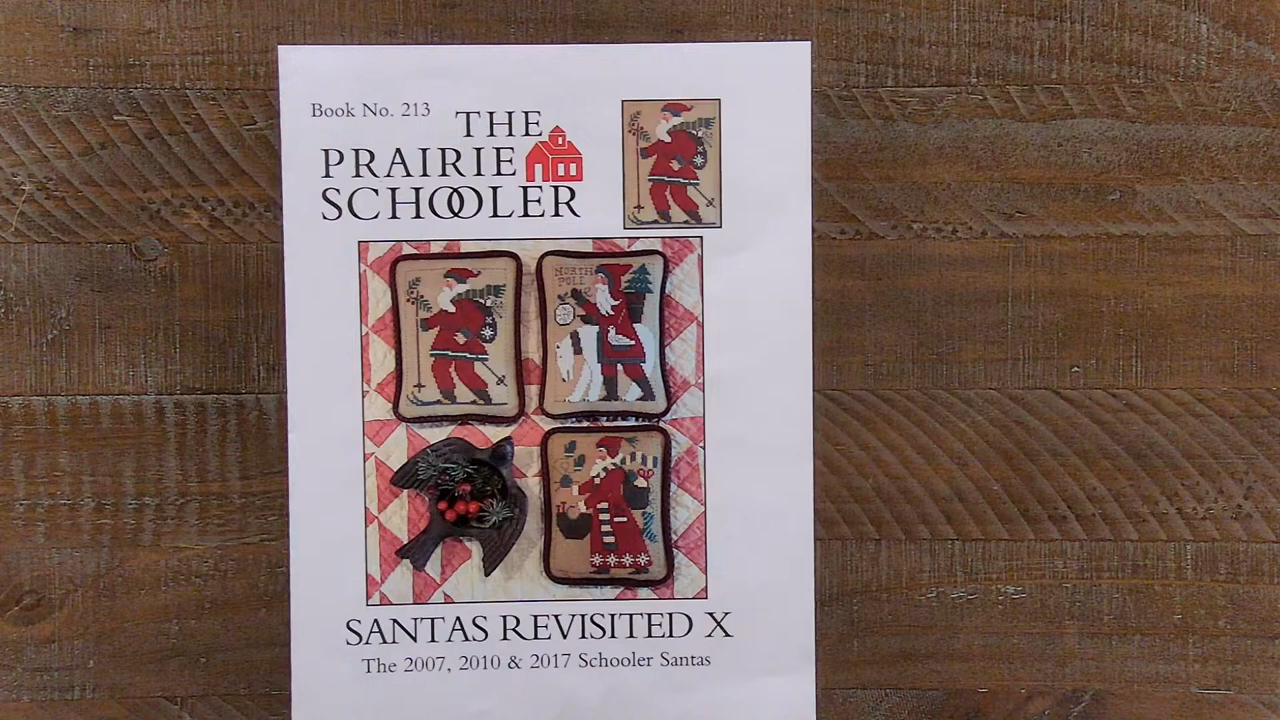 Book No. 213
THE
PRAIRIE
SCHOOLER
NORTH
POLE
SANTAS REVISITED X
The 2007, 2010 & 2017 Schooler Santas